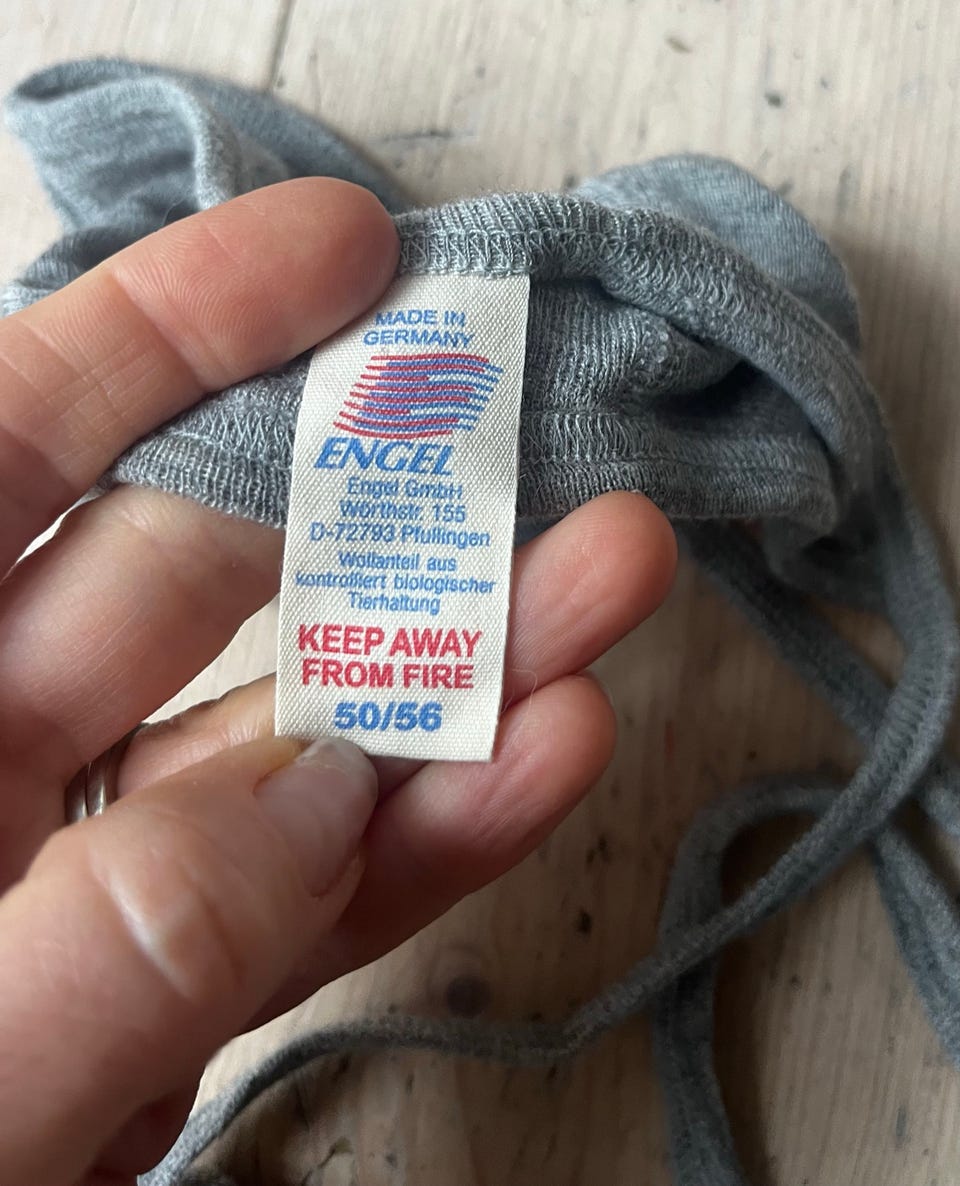 MADE IN
GERMANY
ENGEL
Engel GmbH
Wörthstr. 155
D-72793 Pfullingen
Wollanteil aus
kontrolliert biologischer
Tierhaltung
KEEP AWAY
FROM FIRE
50/56